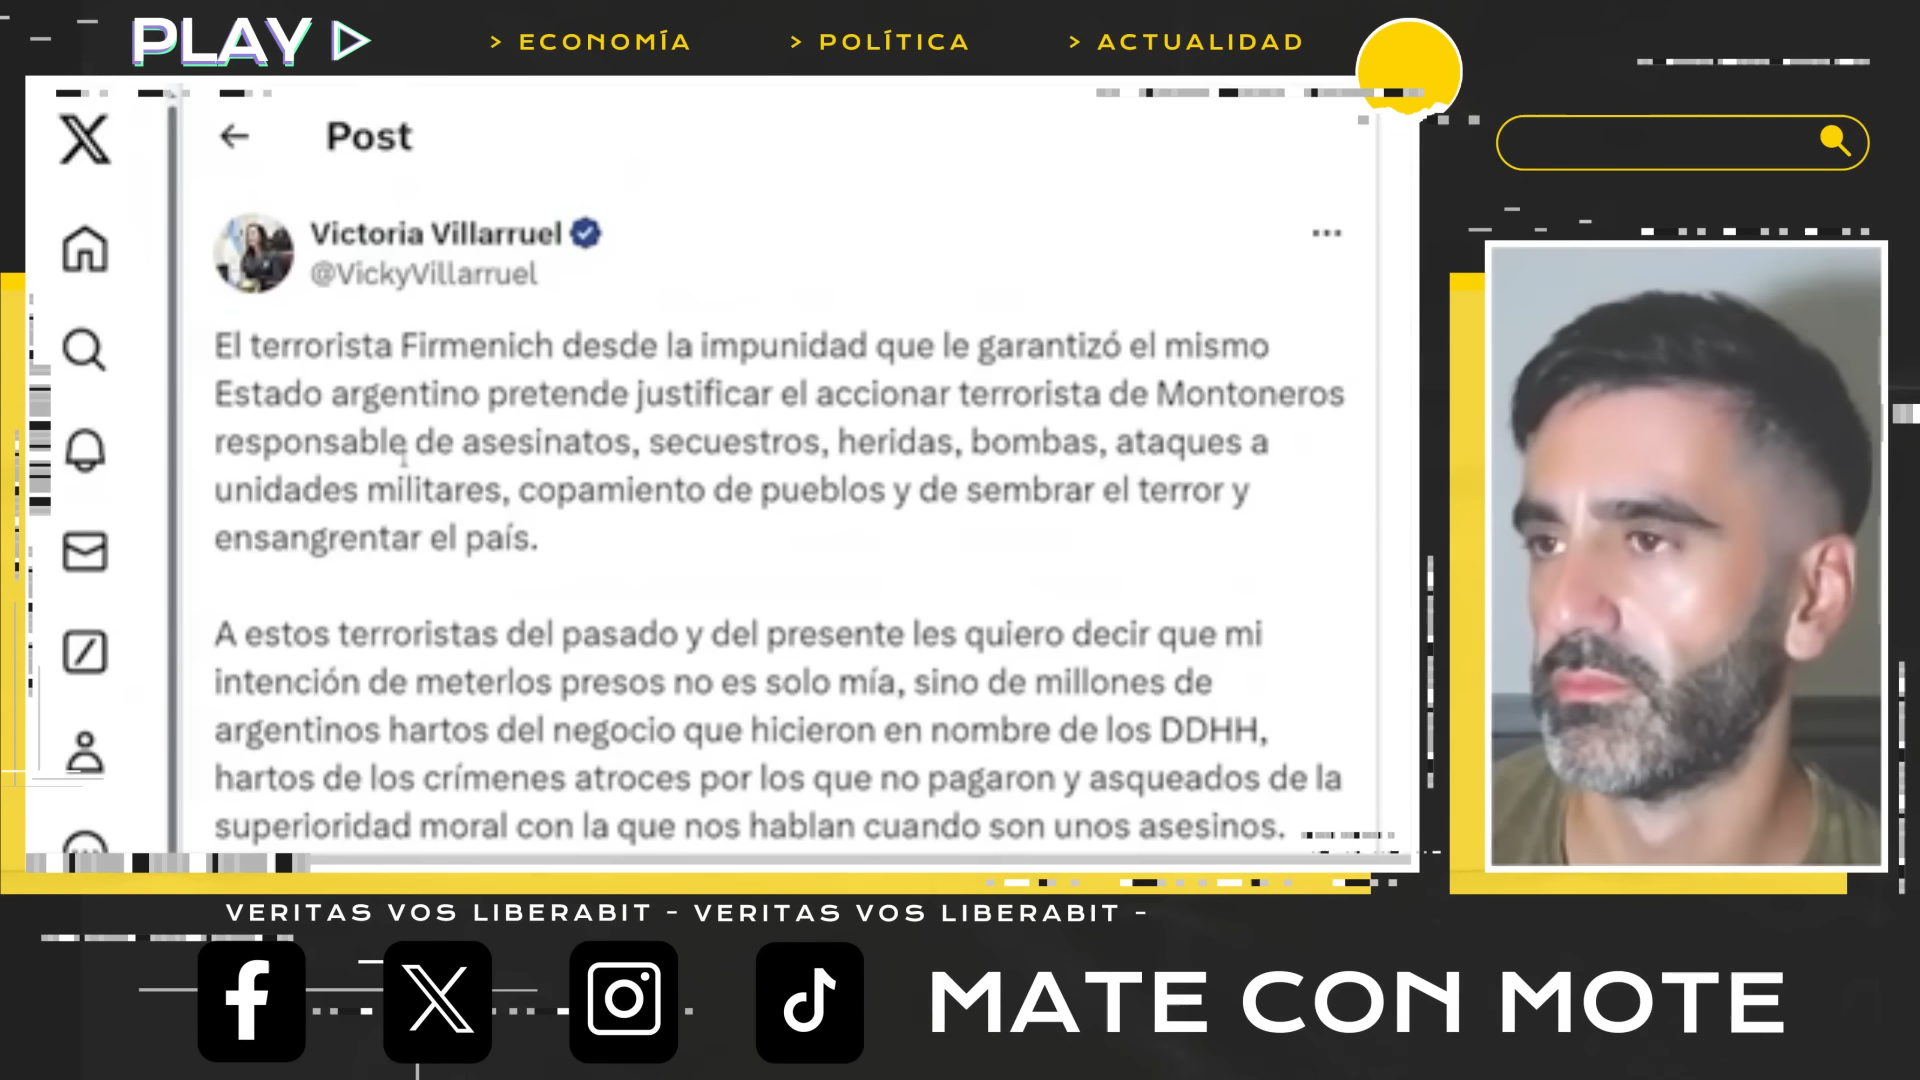 PLAY
> ECONOMÍA
> POLÍTICA
> ACTUALIDAD
Post
Victoria Villarruel
@VickyVillarruel
El terrorista Firmenich desde la impunidad que le garantizó el mismo
Estado argentino pretende justificar el accionar terrorista de Montoneros
responsable de asesinatos, secuestros, heridas, bombas, ataques a
unidades militares, copamiento de pueblos y de sembrar el terror y
ensangrentar el país.
A estos terroristas del pasado y del presente les quiero decir que mi
intención de meterlos presos no es solo mía, sino de millones de
argentinos hartos del negocio que hicieron en nombre de los DDHH,
hartos de los crímenes atroces por los que no pagaron y asqueados de la
superioridad moral con la que nos hablan cuando son unos asesinos.
VERITAS VOS LIBERABIT - VERITAS VOS LIBERABIT -
MATE CON MOTE